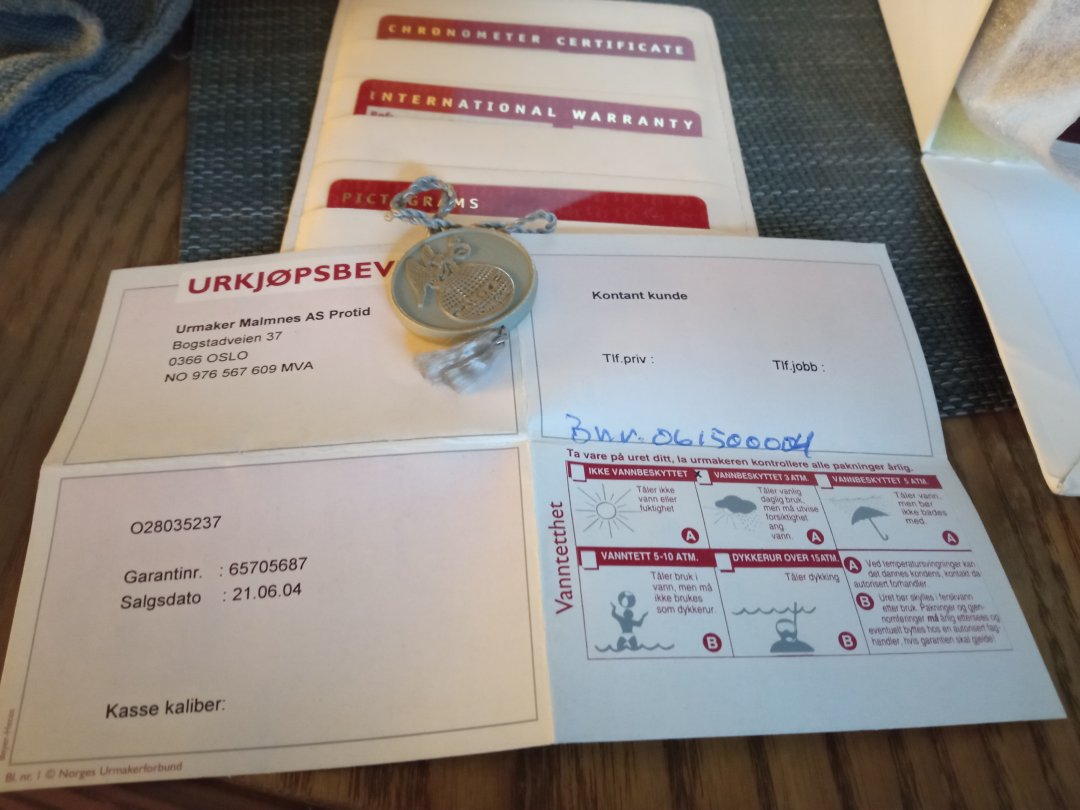 CHRONOMETER CERTIFICATE
INTERNATIONAL WARRANTY
PICTOGRAMS
URKJØPSBEV
Urmaker Malmnes AS Protid
Bogstadveien 37
0366 OSLO
NO 976 567 609 MVA
Kontant kunde
Tlf.priv :
Tlf.jobb :
Bnr. 061500004
O28035237
Garantinr. : 65705687
Salgsdato : 21.06.04
Kasse kaliber:
Bl. nr. 1 © Norges Urmakerforbund
Ta vare på uret ditt, la urmakeren kontrollere alle pakninger årlig.
Vanntetthet
IKKE VANNBESKYTTET
Tåler ikke
vann eller
fuktighet
A
x
VANNBESKYTTET 3 ATM.
Tåler vanlig
daglig bruk,
men må utvise
forsiktighet
ang.
vann.
A
VANNBESKYTTET 5 ATM.
Tåler vann,
men bør
ikke bades
med.
A
VANNTETT 5-10 ATM.
Tåler bruk i
vann, men må
ikke brukes
som dykkerur.
B
DYKKERUR OVER 15ATM.
Tåler dykking
B
A Ved temperatursvingninger kan
det dannes kondens, kontakt da
autorisert forhandler.
B Uret bør skylles i ferskvann
etter bruk. Pakninger og gjen-
nomføringer må årlig ettersees og
eventuelt byttes hos en autorisert fag-
handler, hvis garantien skal gjelde!